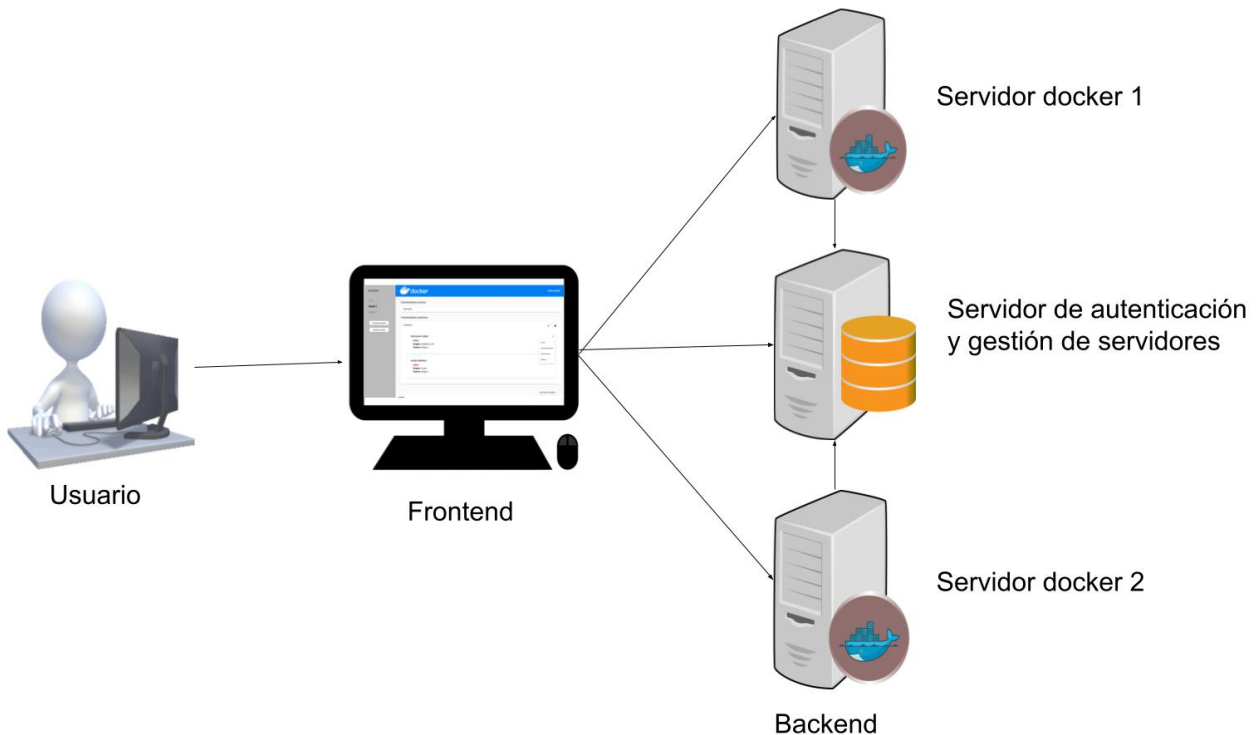 Servidor docker 1
docker
Servidor de autenticación
y gestión de servidores
Usuario
Frontend
Servidor docker 2
Backend